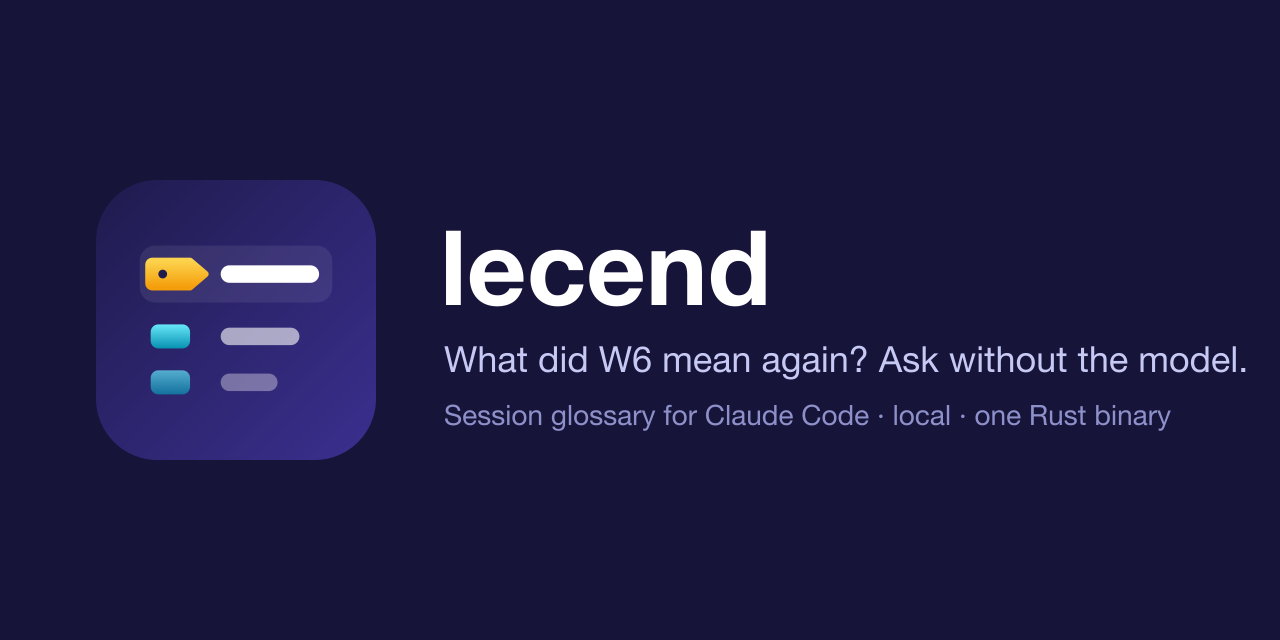 lecend
What did W6 mean again? Ask without the model.
Session glossary for Claude Code · local · one Rust binary